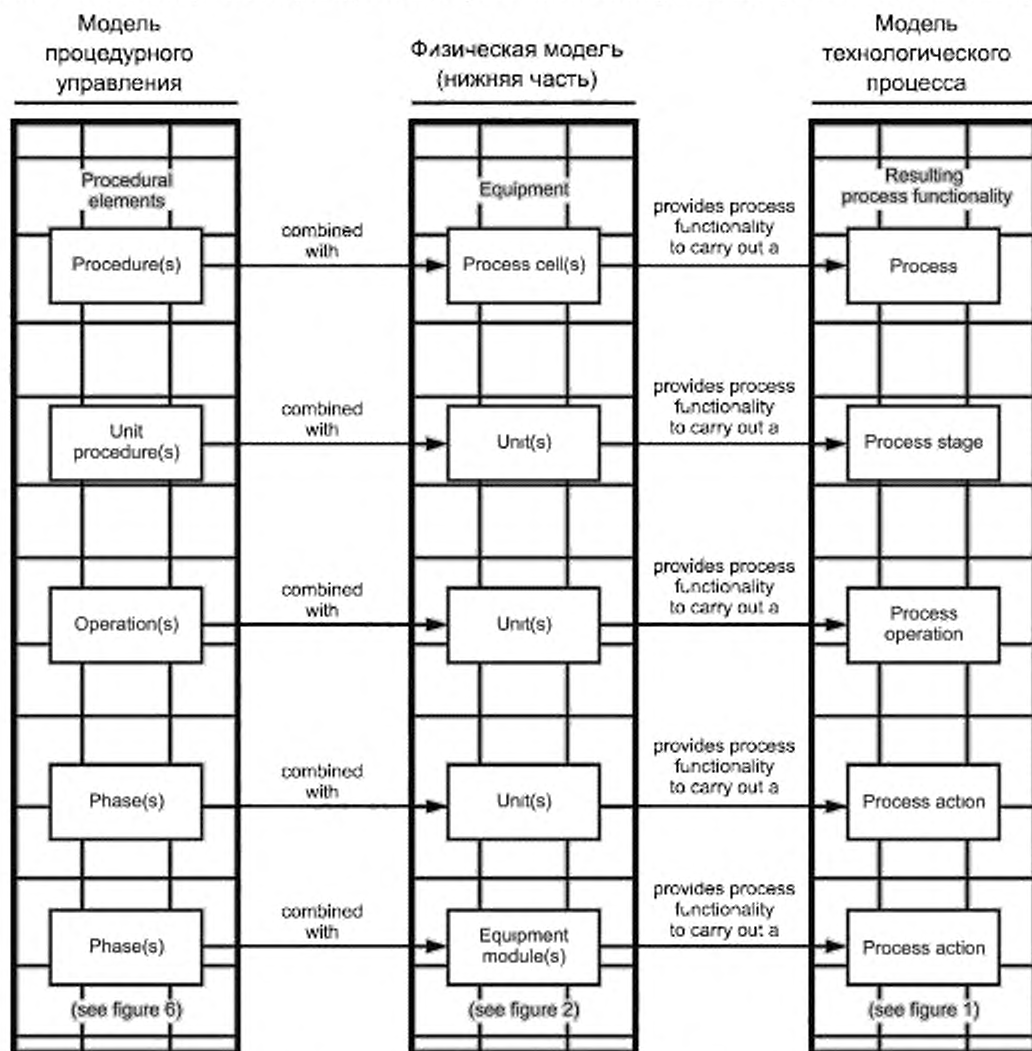 Модель
процедурного
управления
Физическая модель
(нижняя часть)
Модель
технологического
процесса
Procedural
elements
Equipment
Resulting
process functionality
Procedure(s)
combined
with
Process cell(s)
provides process
functionality
to carry out a
Process
Unit
procedure(s)
combined
with
Unit(s)
provides process
functionality
to carry out a
Process stage
Operation(s)
combined
with
Unit(s)
provides process
functionality
to carry out a
Process
operation
Phase(s)
combined
with
Unit(s)
provides process
functionality
to carry out a
Process action
Phase(s)
combined
with
Equipment
module(s)
provides process
functionality
to carry out a
Process action
(see figure 6)
(see figure 2)
(see figure 1)